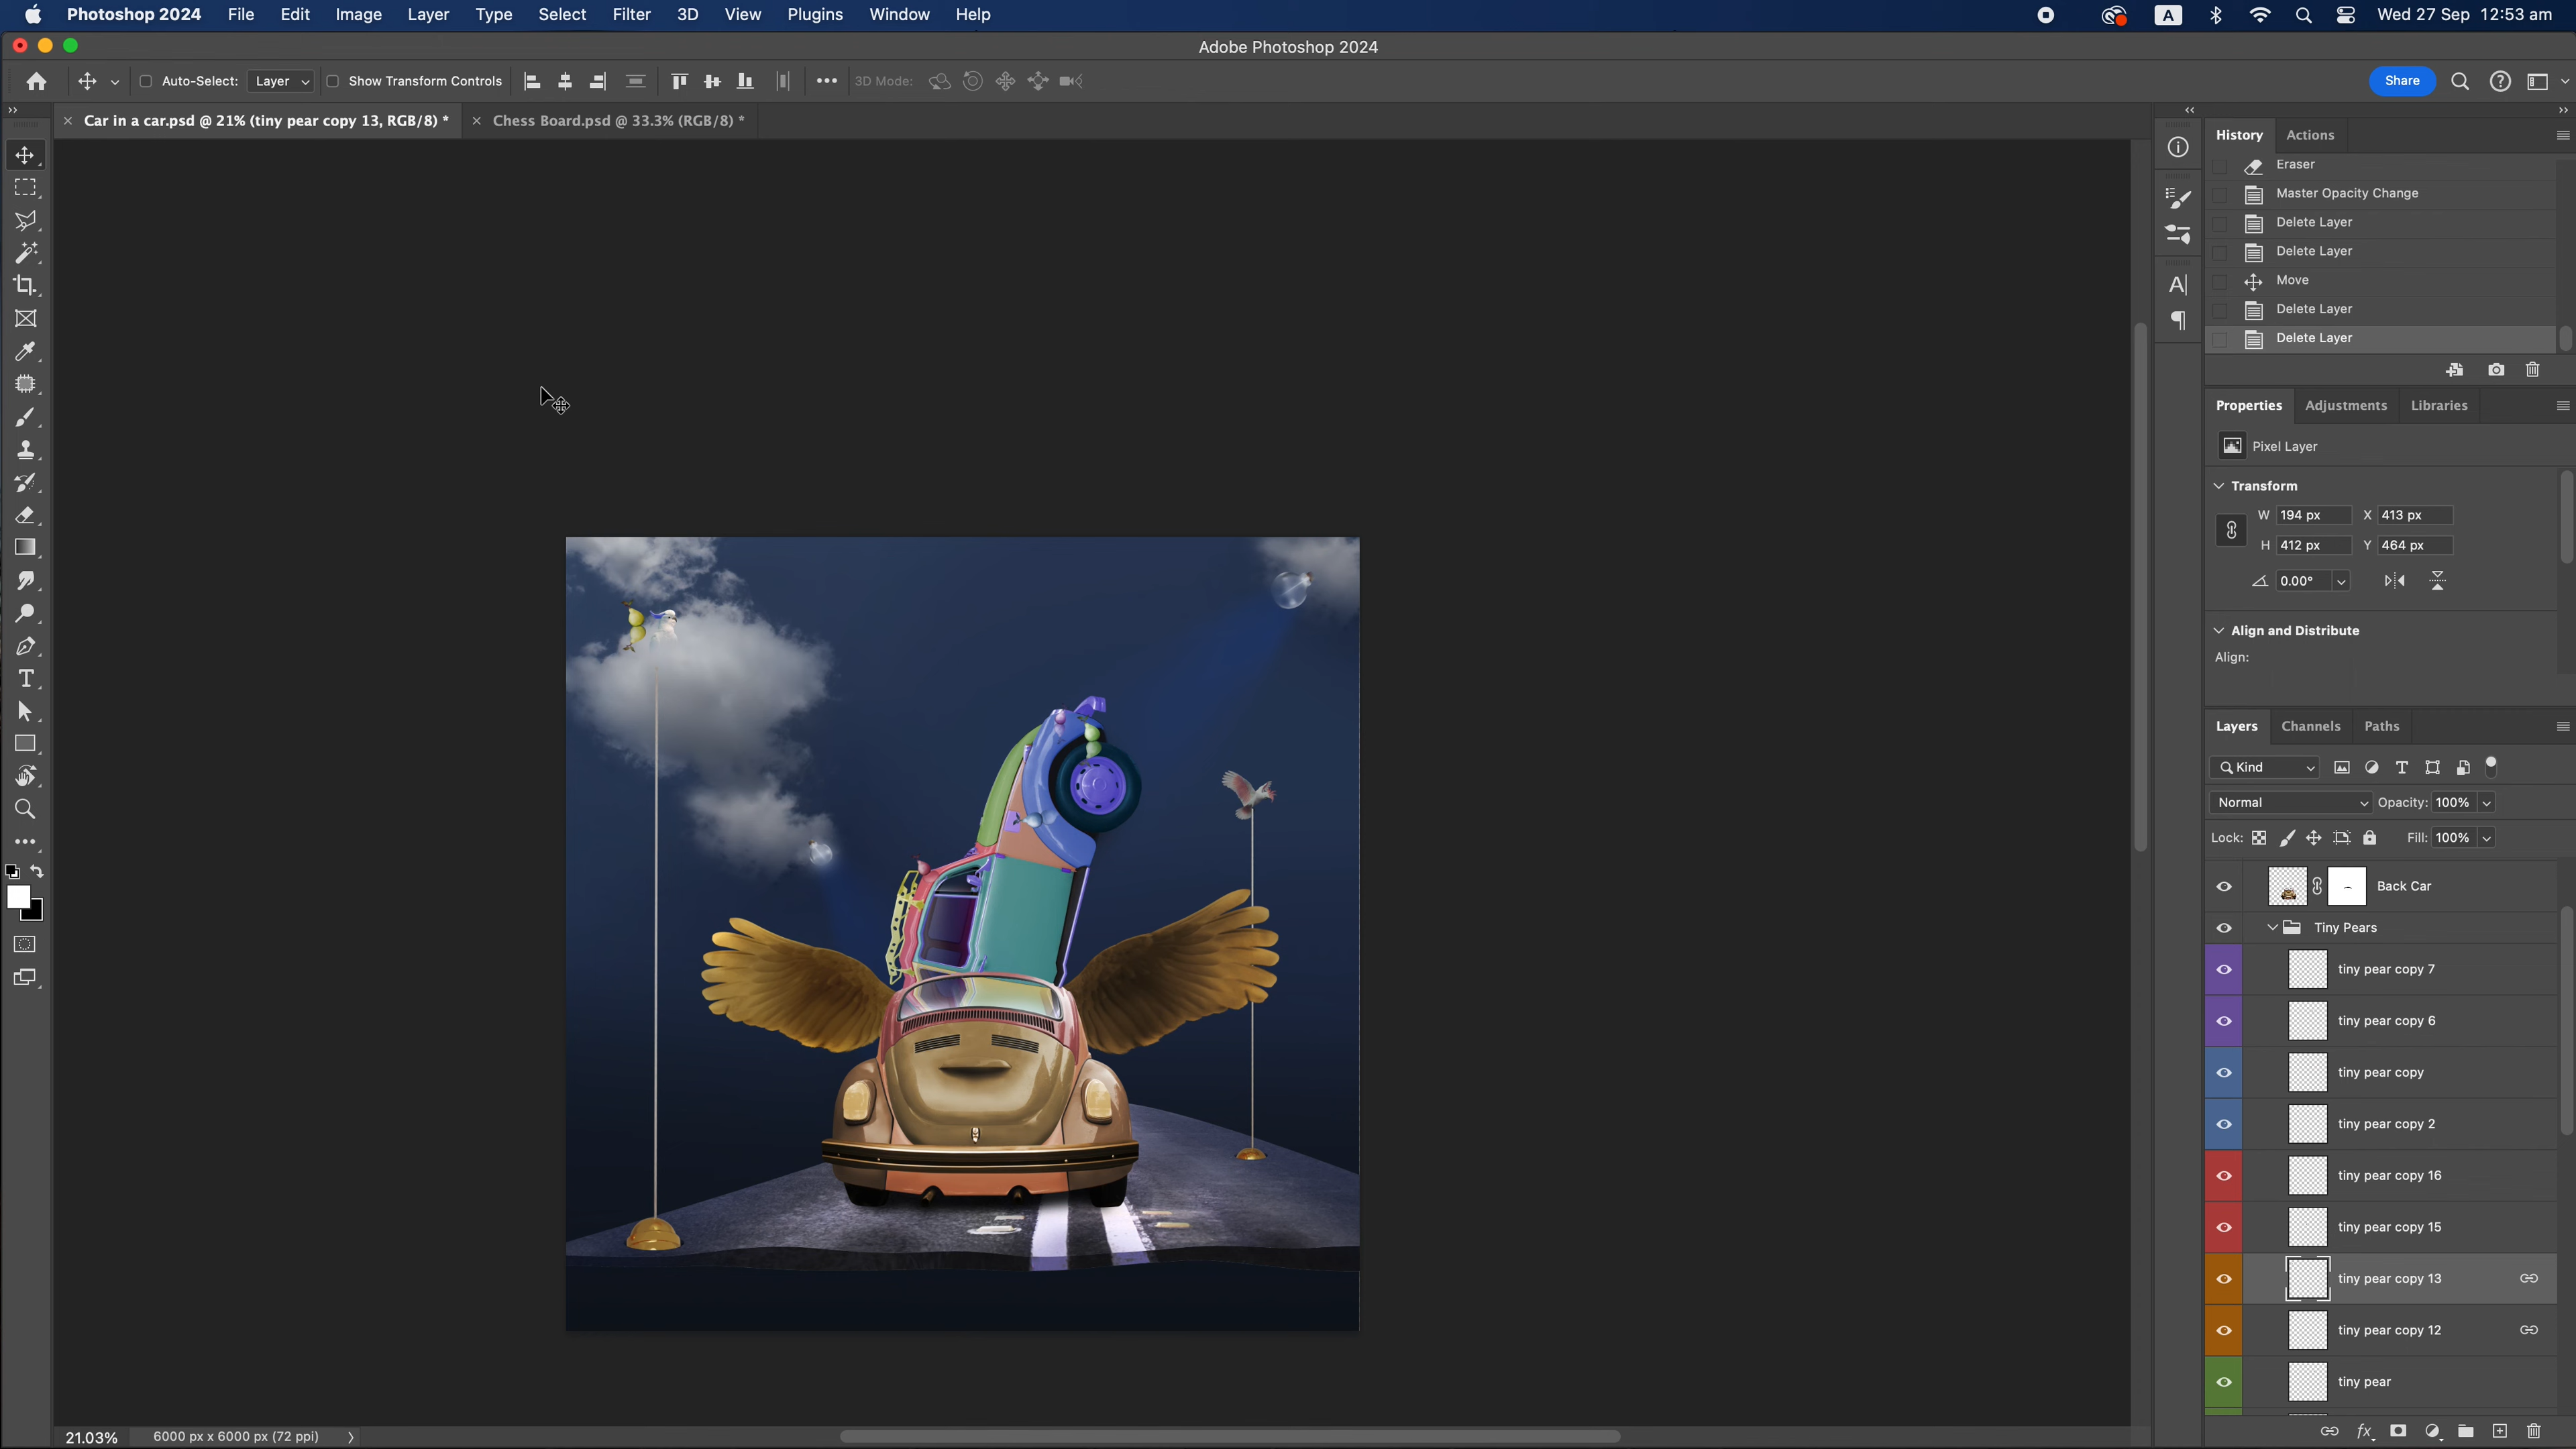 Photoshop 2024 File Edit Image Layer Type Select Filter 3D View Plugins Window Help A Wed 27 Sep 12:53 am
Adobe Photoshop 2024
Auto-Select: Layer Show Transform Controls 3D Mode: Share
Car in a car.psd @ 21% (tiny pear copy 13, RGB/8) * Chess Board.psd @ 33.3% (RGB/8) *
History Actions
Eraser
Master Opacity Change
Delete Layer
Delete Layer
Move
Delete Layer
Delete Layer
Properties Adjustments Libraries
Pixel Layer
Transform
W 194 px X 413 px
H 412 px Y 464 px
0.00°
Align and Distribute
Align:
Layers Channels Paths
Kind
Normal Opacity: 100%
Lock: Fill: 100%
Back Car
Tiny Pears
tiny pear copy 7
tiny pear copy 6
tiny pear copy
tiny pear copy 2
tiny pear copy 16
tiny pear copy 15
tiny pear copy 13
tiny pear copy 12
tiny pear
fx
21.03% 6000 px x 6000 px (72 ppi)